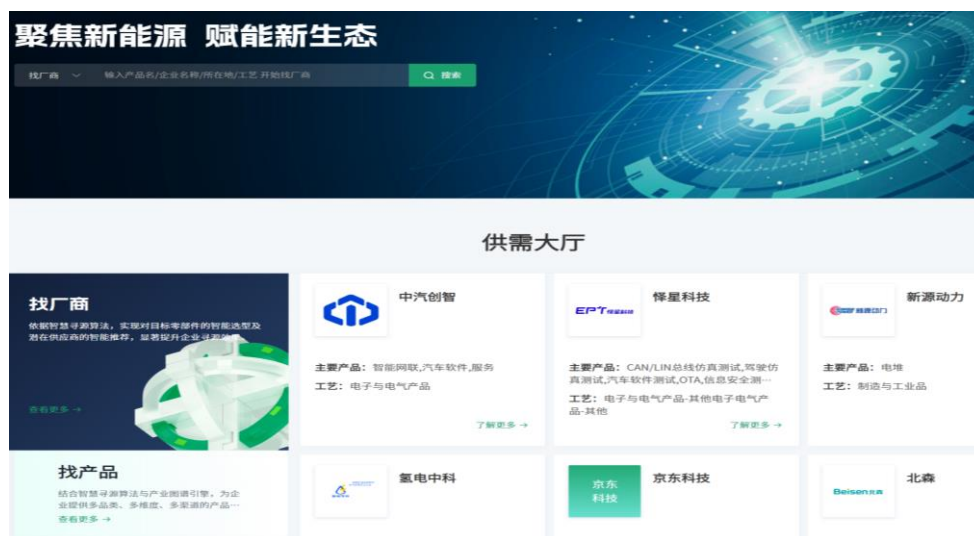 聚焦新能源 赋能新生态
找厂商
输入产品名/企业名称/所在地/工艺 开始找厂商
搜索
供需大厅
找厂商
依据智慧寻源算法，实现对目标零部件的智能选型及
潜在供应商的智能推荐，显著提升企业寻源效率
查看更多 →
中汽创智
主要产品：智能网联,汽车软件,服务
工艺：电子与电气产品
了解更多 →
EPT 怿星科技
怿星科技
主要产品：CAN/LIN总线仿真测试,驾驶仿
真测试,汽车软件测试,OTA,信息安全测…
工艺：电子与电气产品-其他电子电气产
品-其他
了解更多 →
新源动力
新源动力
主要产品：电堆
工艺：制造与工业品
找产品
结合智慧寻源算法与产业图谱引擎，为企
业提供多品类、多维度、多渠道的产品…
查看更多 →
氢电中科
京东
科技
京东科技
Beisen北森
北森